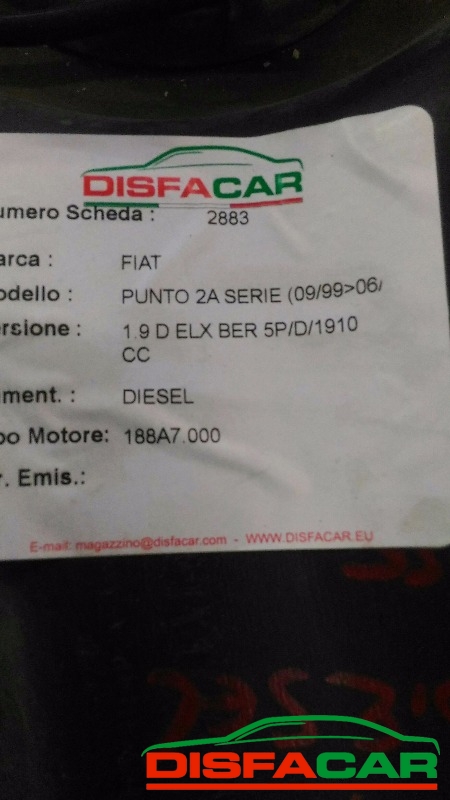 DISFACAR
umero Scheda : 2883
arca : FIAT
odello : PUNTO 2A SERIE (09/99>06/
ersione : 1.9 D ELX BER 5P/D/1910
CC
iment. : DIESEL
po Motore: 188A7.000
r. Emis.:
E-mail: magazzino@disfacar.com - WWW.DISFACAR.EU
DISFACAR